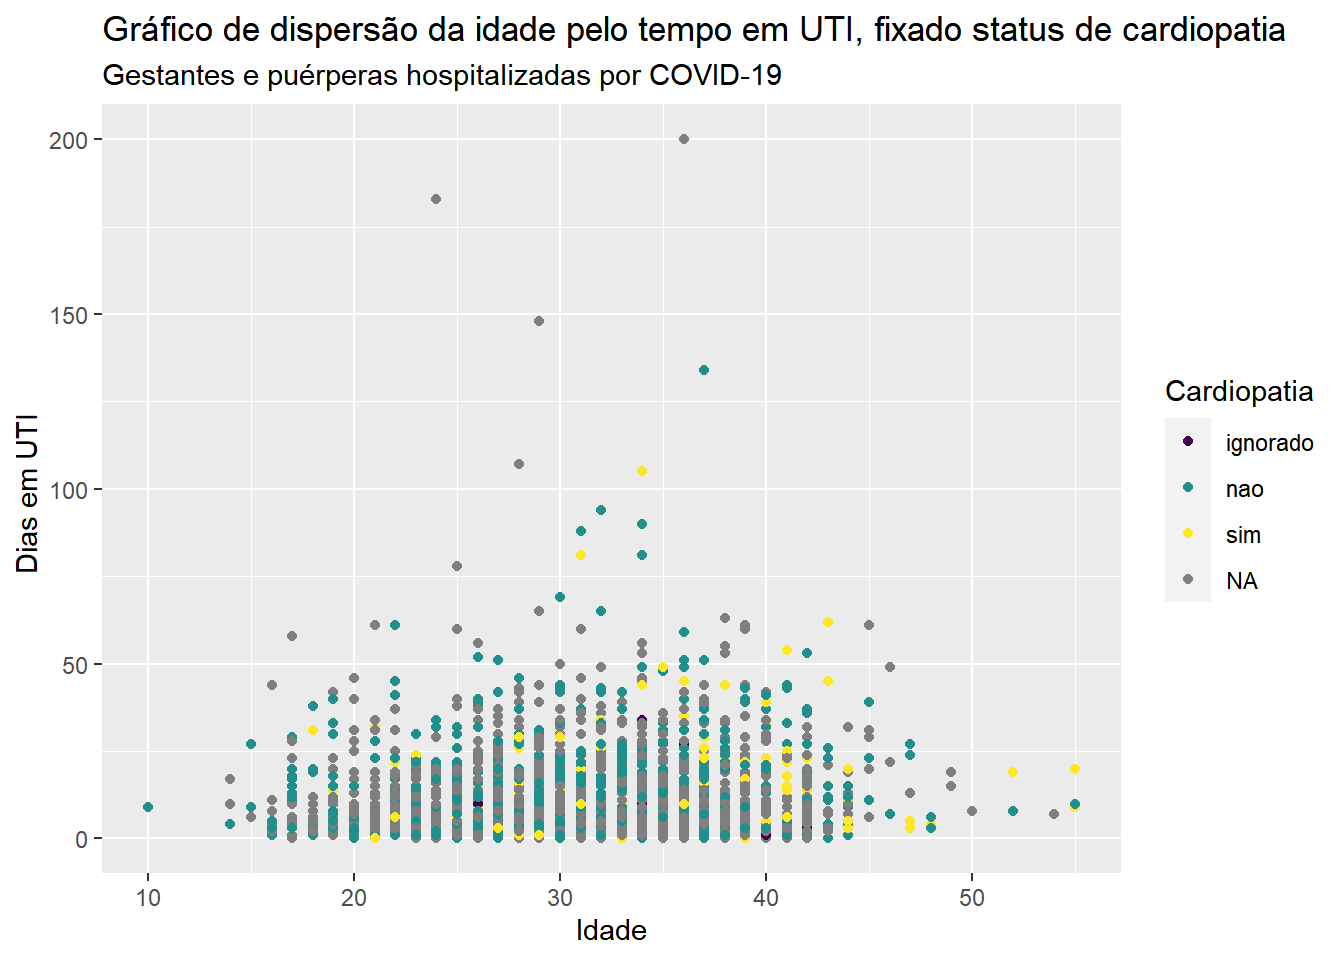 Gráfico de dispersão da idade pelo tempo em UTI, fixado status de cardiopatia
Gestantes e puérperas hospitalizadas por COVID-19
200
150
100
50
0
Dias em UTI
10 20 30 40 50
Idade
Cardiopatia
ignorado
nao
sim
NA